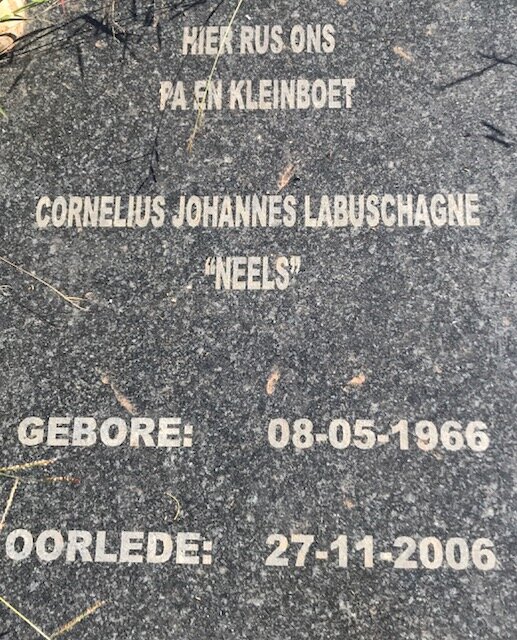 HIER RUS ONS
PA EN KLEINBOET
CORNELIUS JOHANNES LABUSCHAGNE
"NEELS"
GEBORE: 08-05-1966
OORLEDE: 27-11-2006